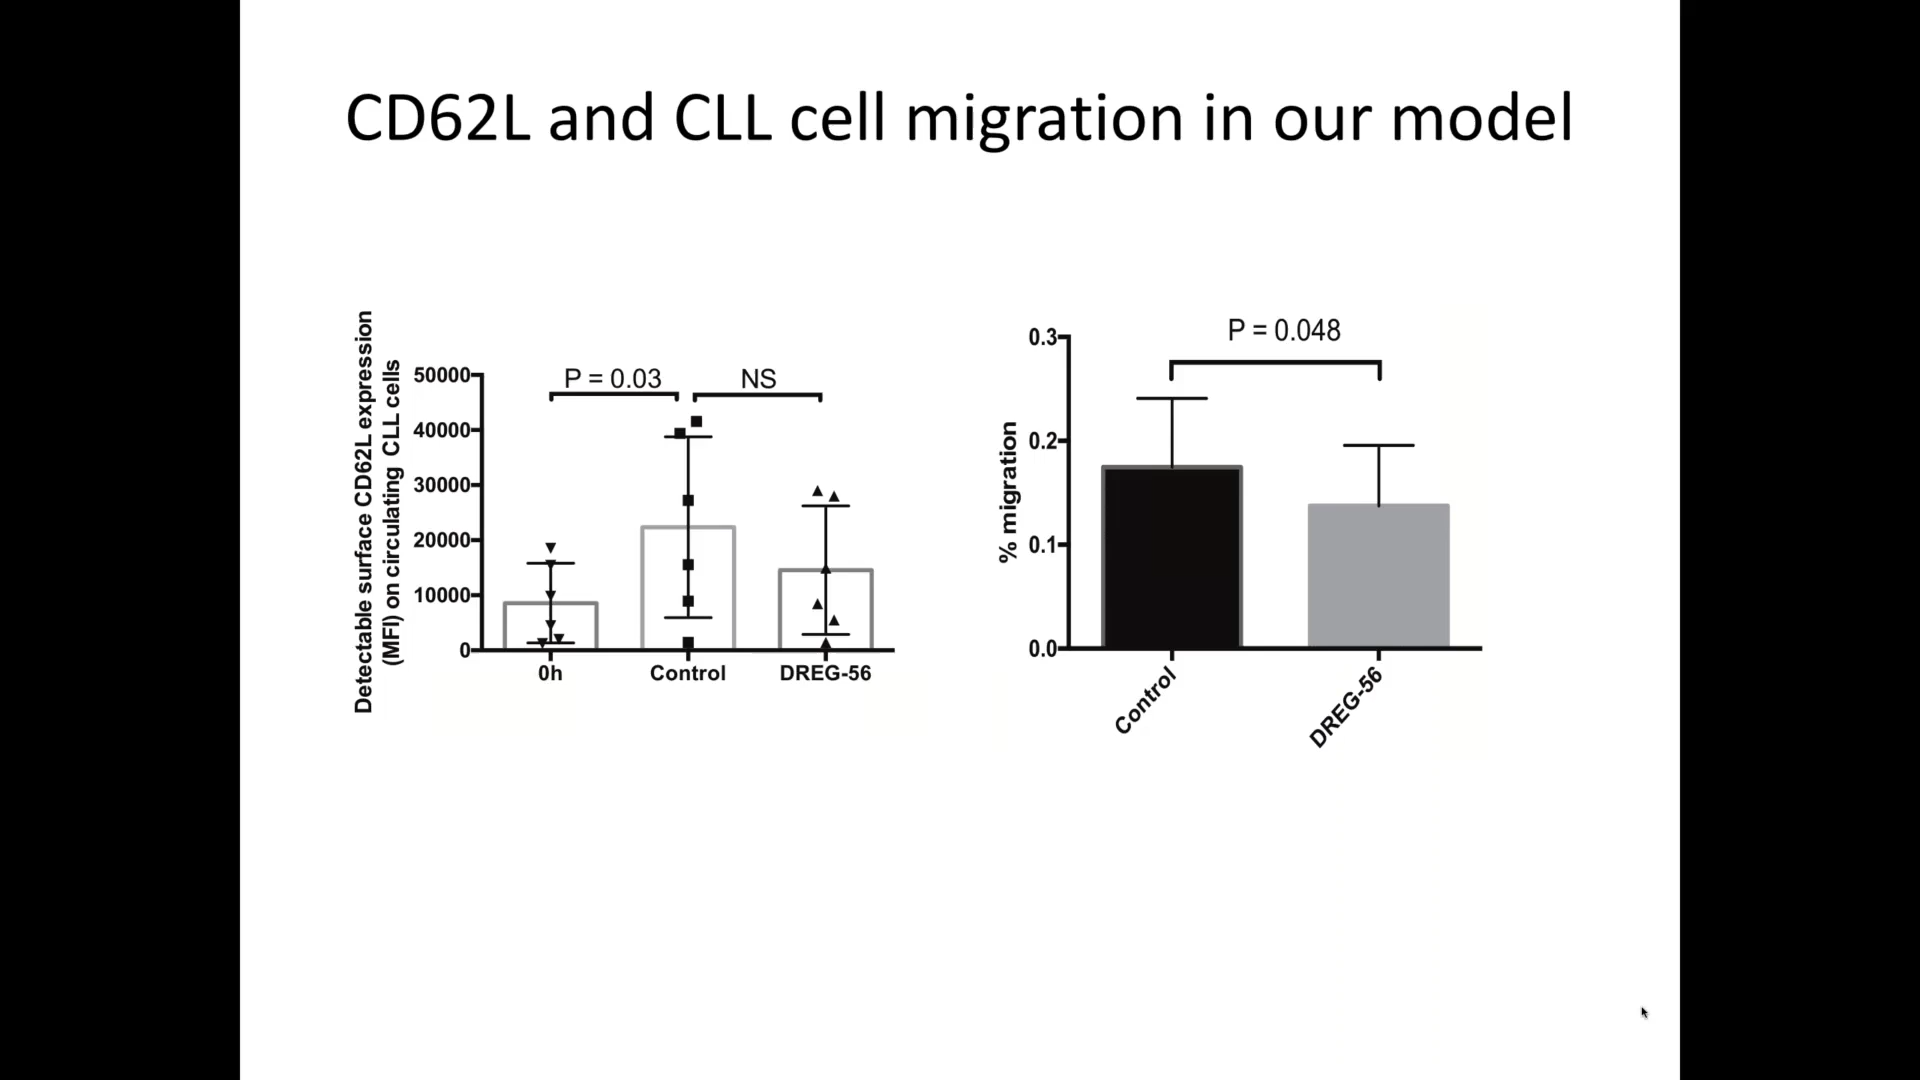 CD62L and CLL cell migration in our model
Detectable surface CD62L expression
(MFI) on circulating CLL cells
50000
40000
30000
20000
10000
0
P = 0.03
NS
0h
Control
DREG-56
% migration
0.3
0.2
0.1
0.0
P = 0.048
Control
DREG-56